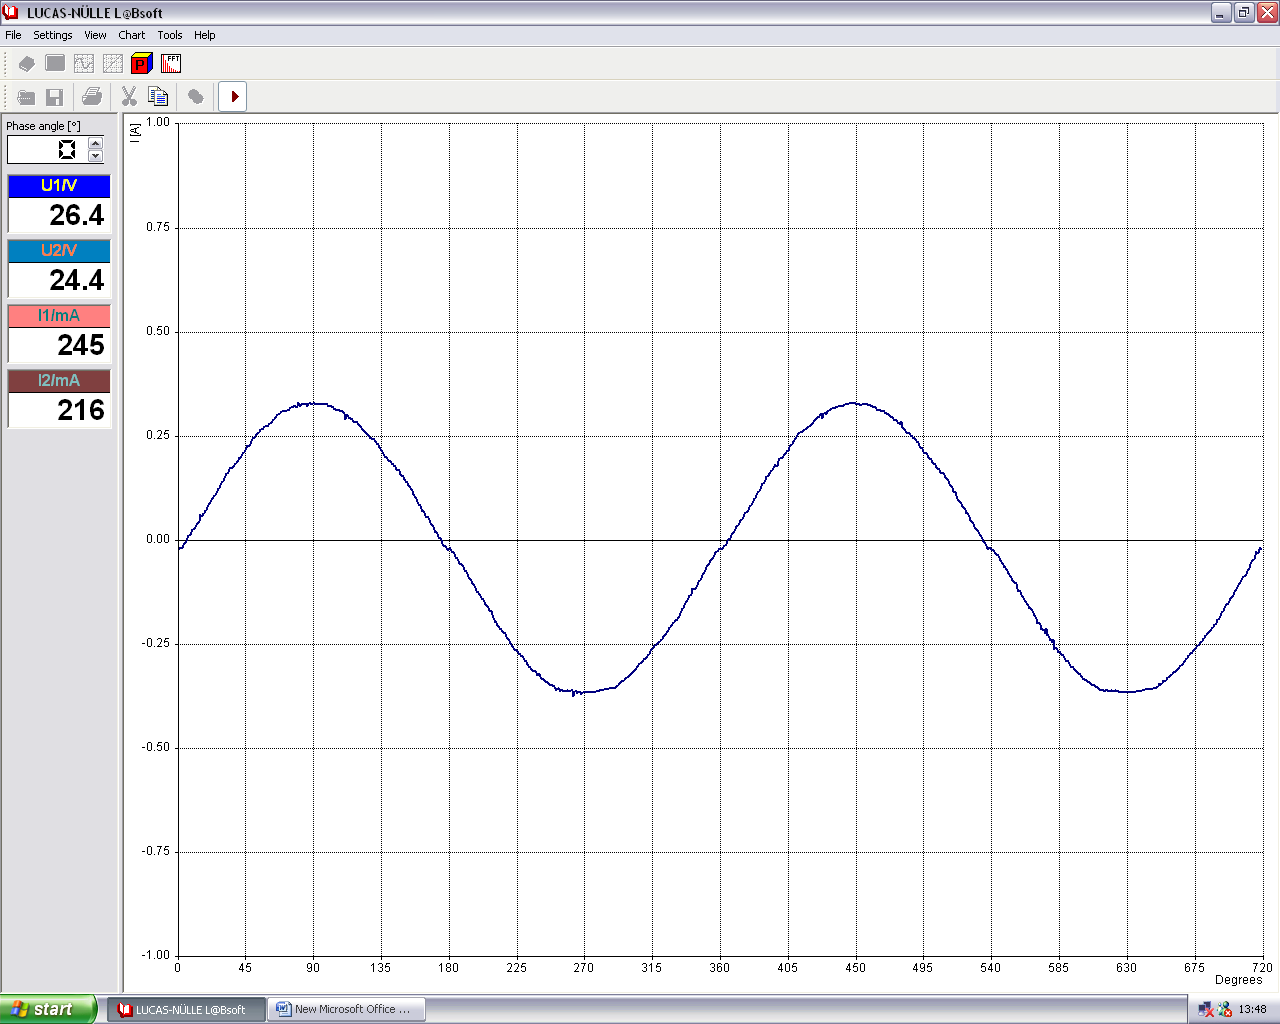 LUCAS-NÜLLE L@Bsoft
File Settings View Chart Tools Help
P FFT
Phase angle [°]
0
U1/V
26.4
U2/V
24.4
I1/mA
245
I2/mA
216
I [A]
1.00
0.75
0.50
0.25
0.00
-0.25
-0.50
-0.75
-1.00
0 45 90 135 180 225 270 315 360 405 450 495 540 585 630 675 720
Degrees
start LUCAS-NÜLLE L@Bsoft New Microsoft Office ... 13:48